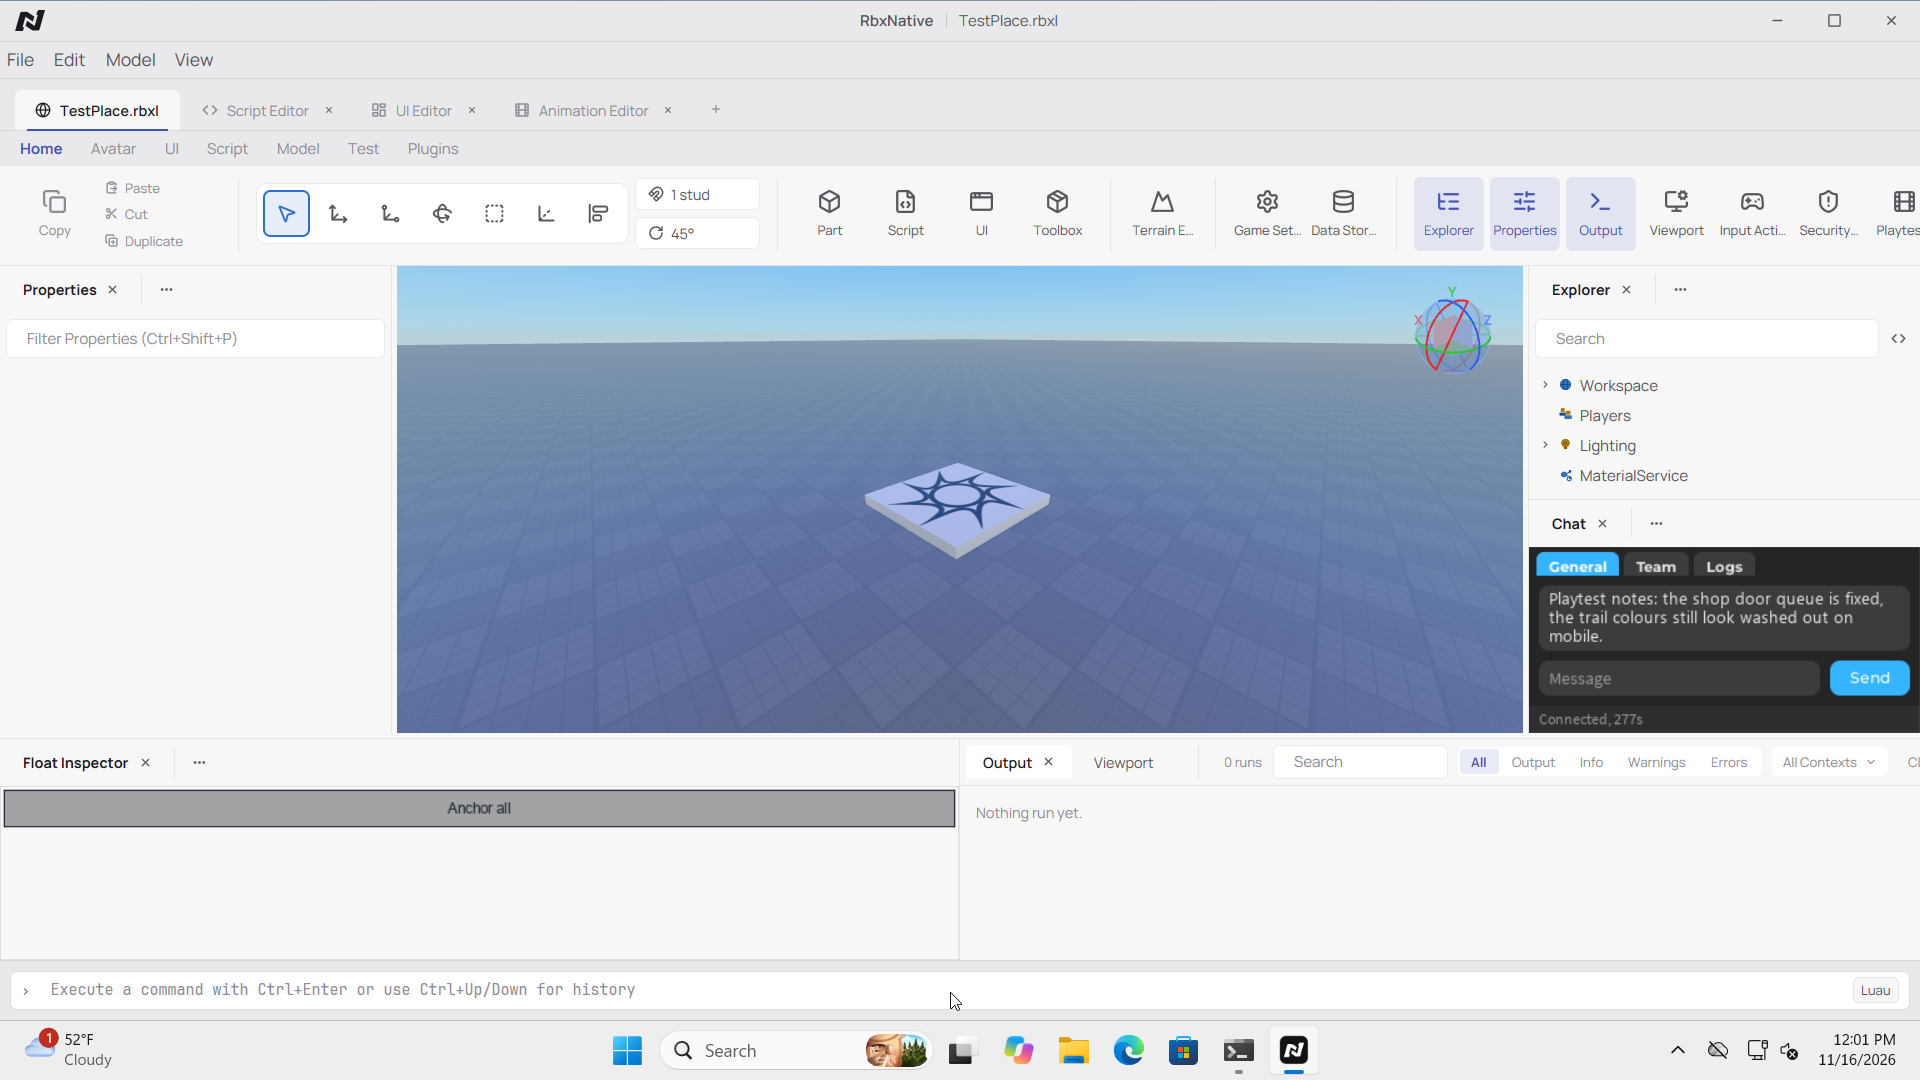 RbxNative
TestPlace.rbxl
File Edit Model View
TestPlace.rbxl
Script Editor
UI Editor
Animation Editor
Home Avatar UI Script Model Test Plugins
Copy
Paste
Cut
Duplicate
1 stud
45°
Part
Script
UI
Toolbox
Terrain E...
Game Set...
Data Stor...
Explorer
Properties
Output
Viewport
Input Acti...
Security...
Playtes
Properties
Filter Properties (Ctrl+Shift+P)
Y
X
Z
Explorer
Search
Workspace
Players
Lighting
MaterialService
Chat
General Team Logs
Playtest notes: the shop door queue is fixed,
the trail colours still look washed out on
mobile.
Message
Send
Connected, 277s
Float Inspector
Anchor all
Output
Viewport
0 runs
Search
All Output Info Warnings Errors
All Contexts
Cl
Nothing run yet.
› Execute a command with Ctrl+Enter or use Ctrl+Up/Down for history
Luau
1
52°F
Cloudy
Search
12:01 PM
11/16/2026